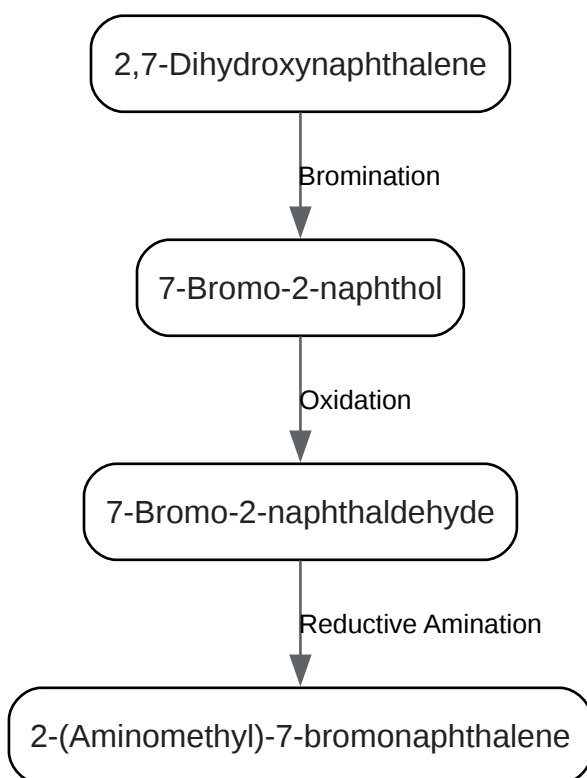 2,7-Dihydroxynaphthalene
Bromination
7-Bromo-2-naphthol
Oxidation
7-Bromo-2-naphthaldehyde
Reductive Amination
2-(Aminomethyl)-7-bromonaphthalene